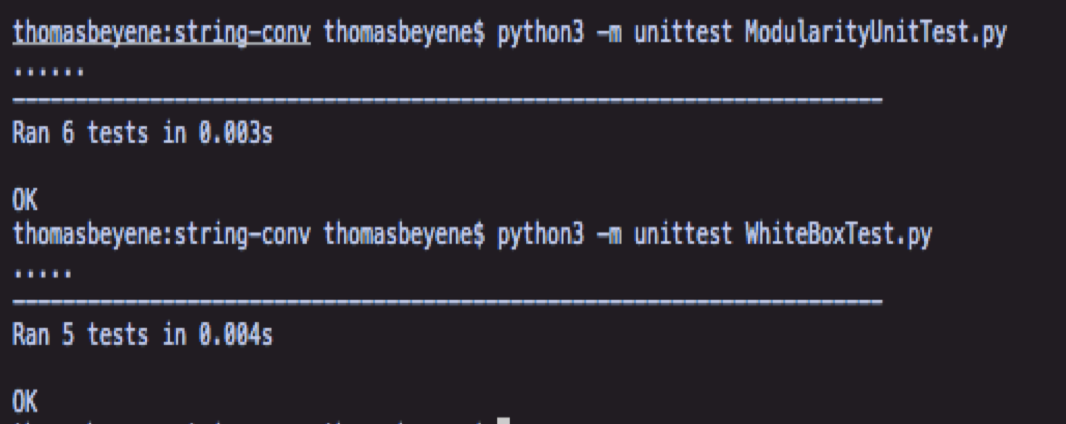 thomasbeyene:string-conv thomasbeyene$ python3 -m unittest ModularityUnitTest.py
......
----------------------------------------------------------------------
Ran 6 tests in 0.003s
OK
thomasbeyene:string-conv thomasbeyene$ python3 -m unittest WhiteBoxTest.py
.....
----------------------------------------------------------------------
Ran 5 tests in 0.004s
OK